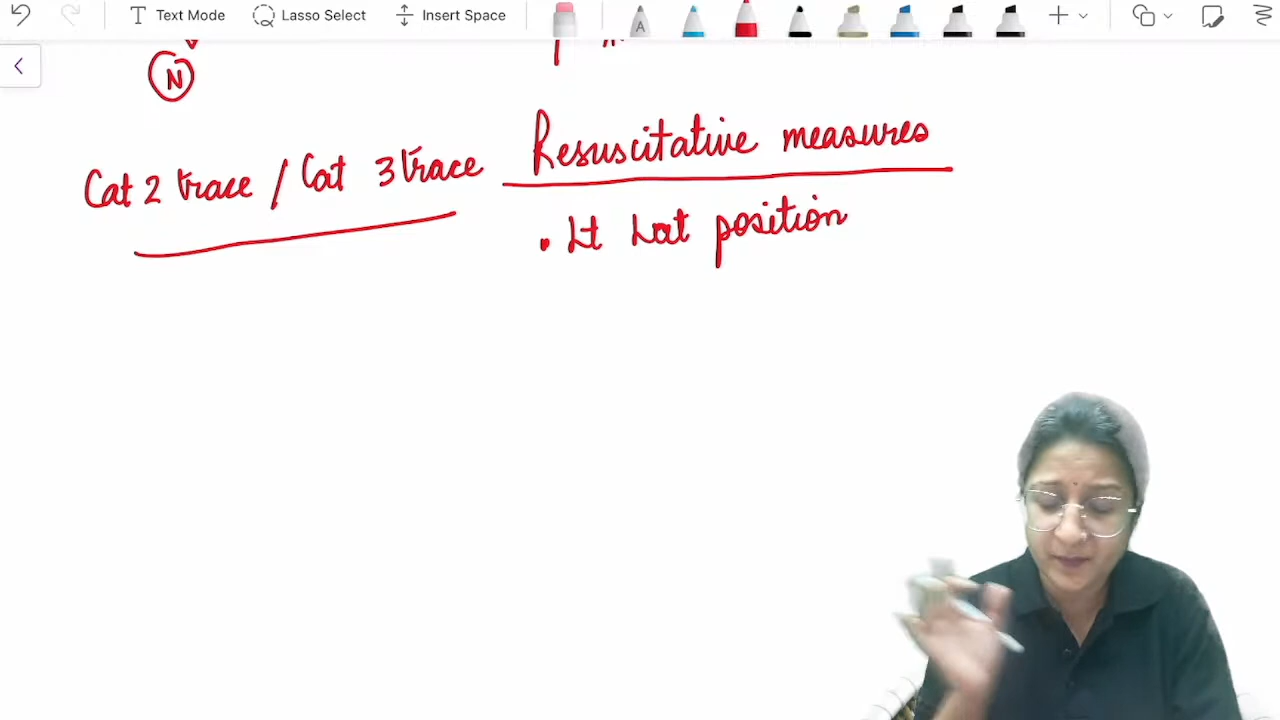 Text Mode Lasso Select Insert Space
A
N
Resuscitative measures
Cat 2 trace / Cat 3 trace
• Lt Lat position